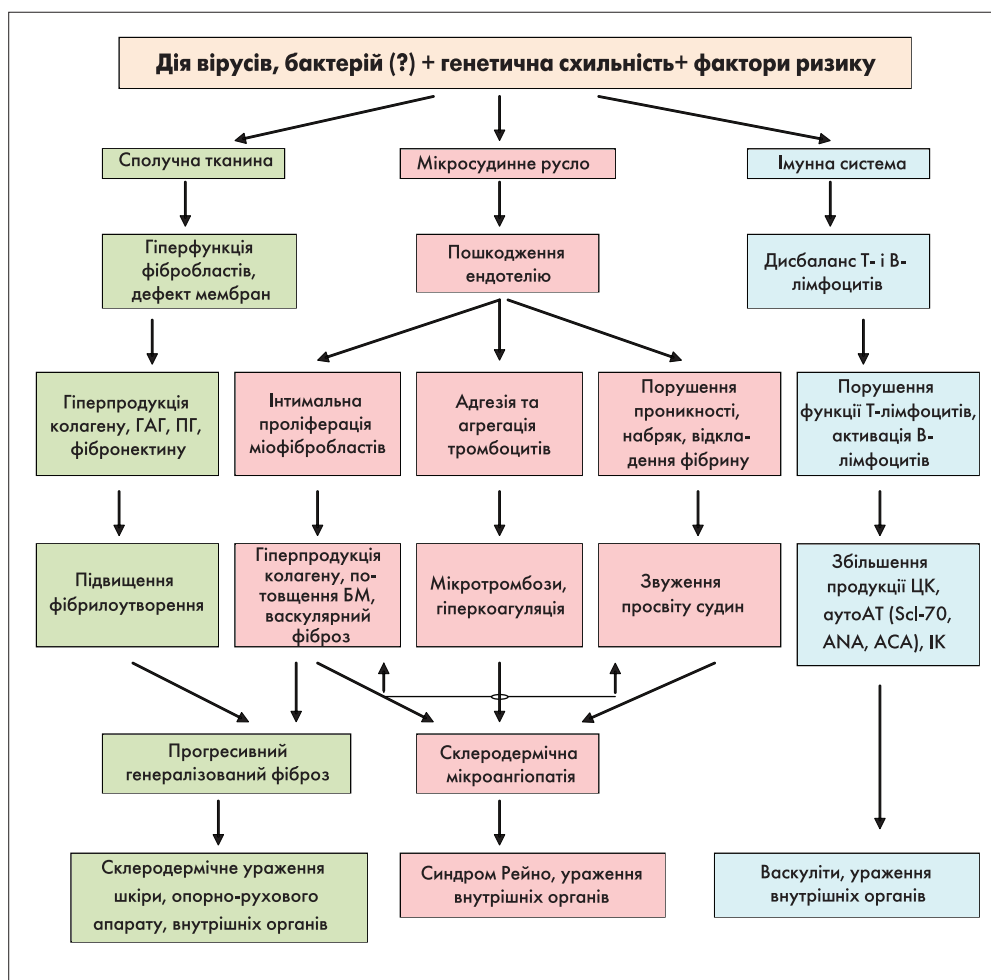 Дія вірусів, бактерій (?) + генетична схильність+ фактори ризику
Сполучна тканина
Мікросудинне русло
Імунна система
Гіперфункція
фібробластів,
дефект мембран
Пошкодження
ендотелію
Дисбаланс Т- і В-
лімфоцитів
Гіперпродукція
колагену, ГАГ, ПГ,
фібронектину
Інтимальна
проліферація
міофібробластів
Адгезія та
агрегація
тромбоцитів
Порушення
проникності,
набряк, відкла-
дення фібрину
Порушення
функції Т-лімфоцитів,
активація В-
лімфоцитів
Підвищення
фібрилоутворення
Гіперпродукція
колагену, по-
товщення БМ,
васкулярний
фіброз
Мікротромбози,
гіперкоагуляція
Звуження
просвіту судин
Збільшення
продукції ЦК,
аутоАТ (Scl-70,
ANA, ACA), ІК
Прогресивний
генералізований фіброз
Склеродермічна
мікроангіопатія
Склеродермічне ураження
шкіри, опорно-рухового
апарату, внутрішніх органів
Синдром Рейно, ураження
внутрішніх органів
Васкуліти, ураження
внутрішніх органів